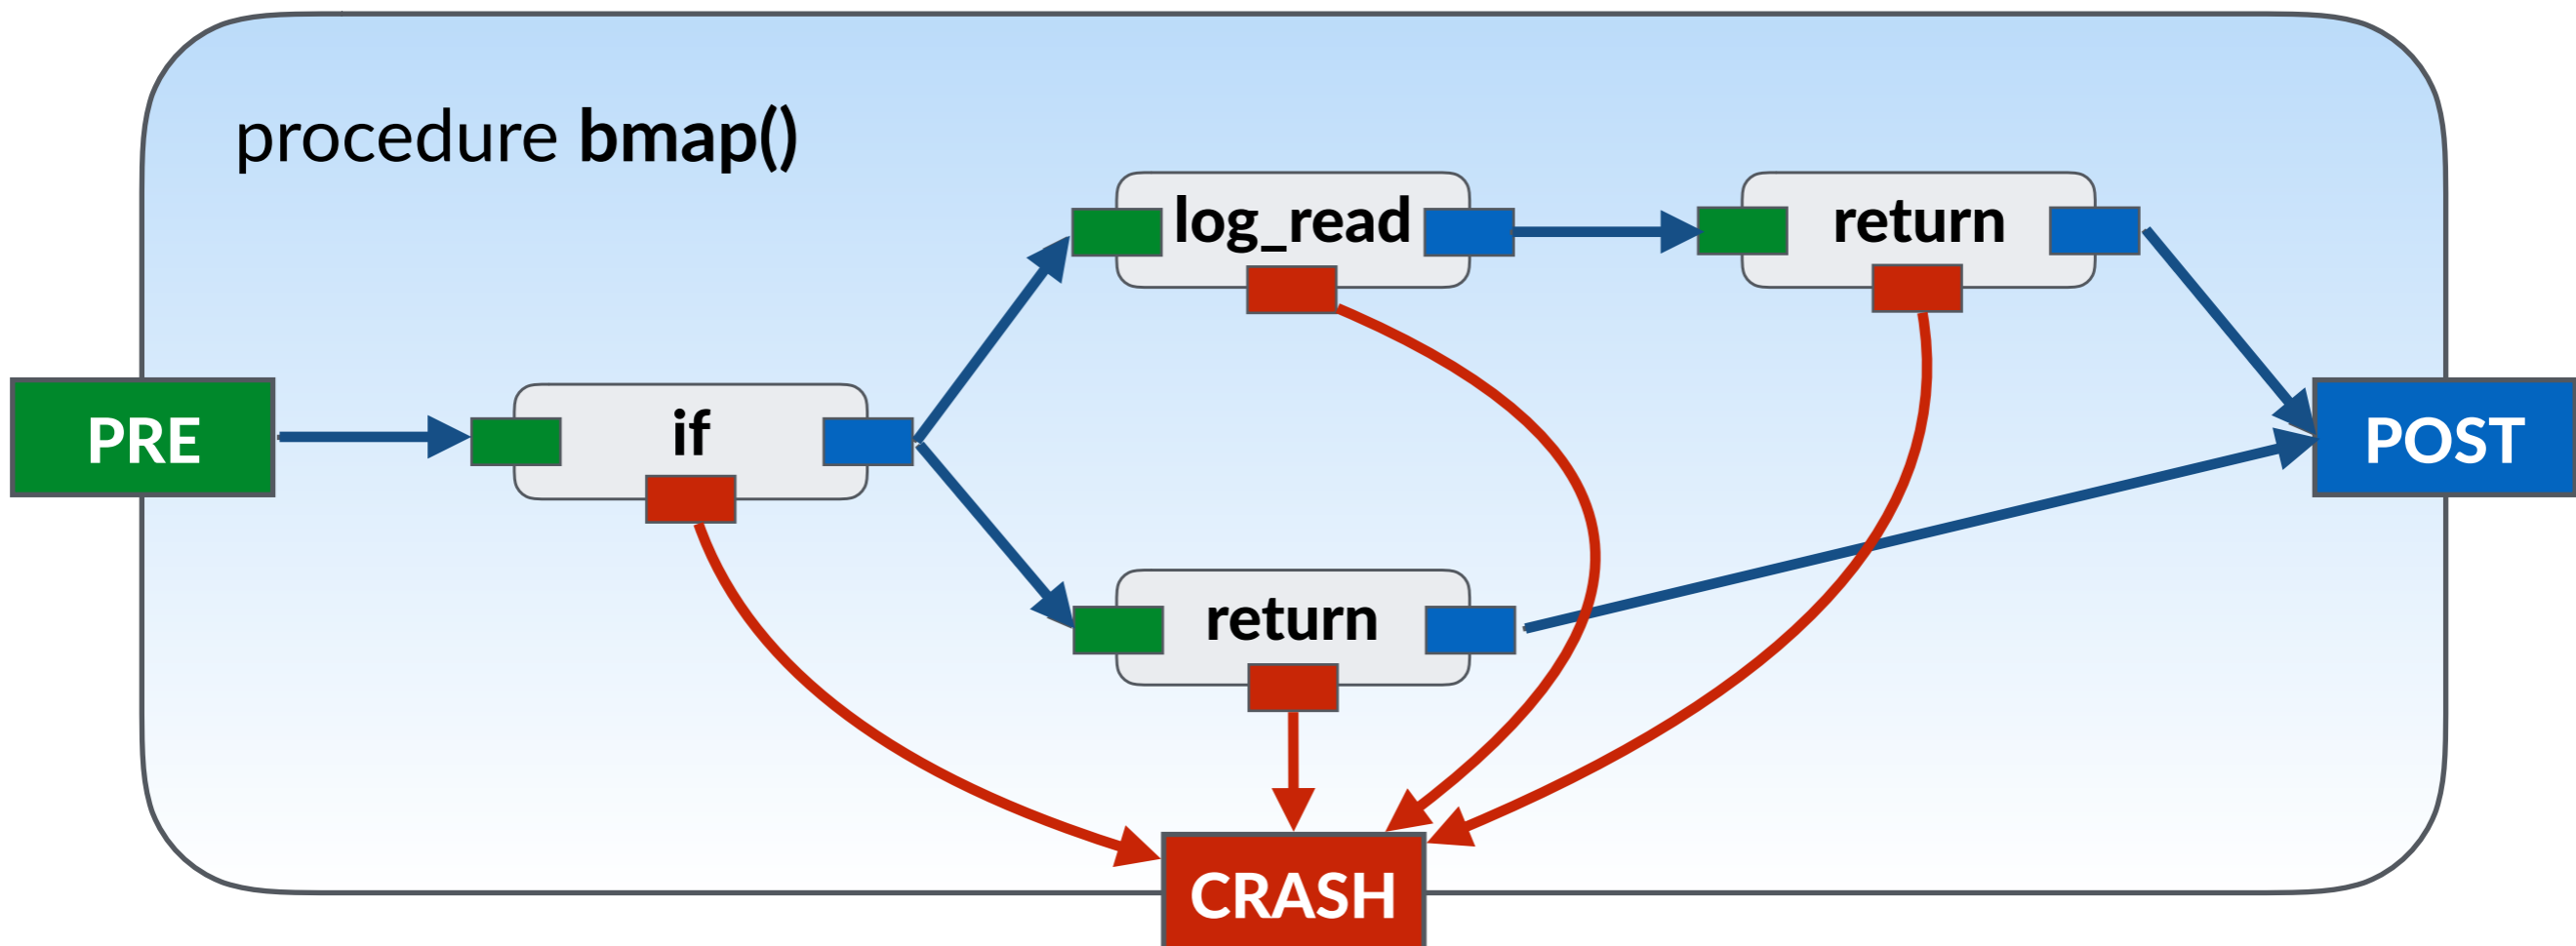 procedure bmap()
log_read
return
PRE
if
POST
return
CRASH